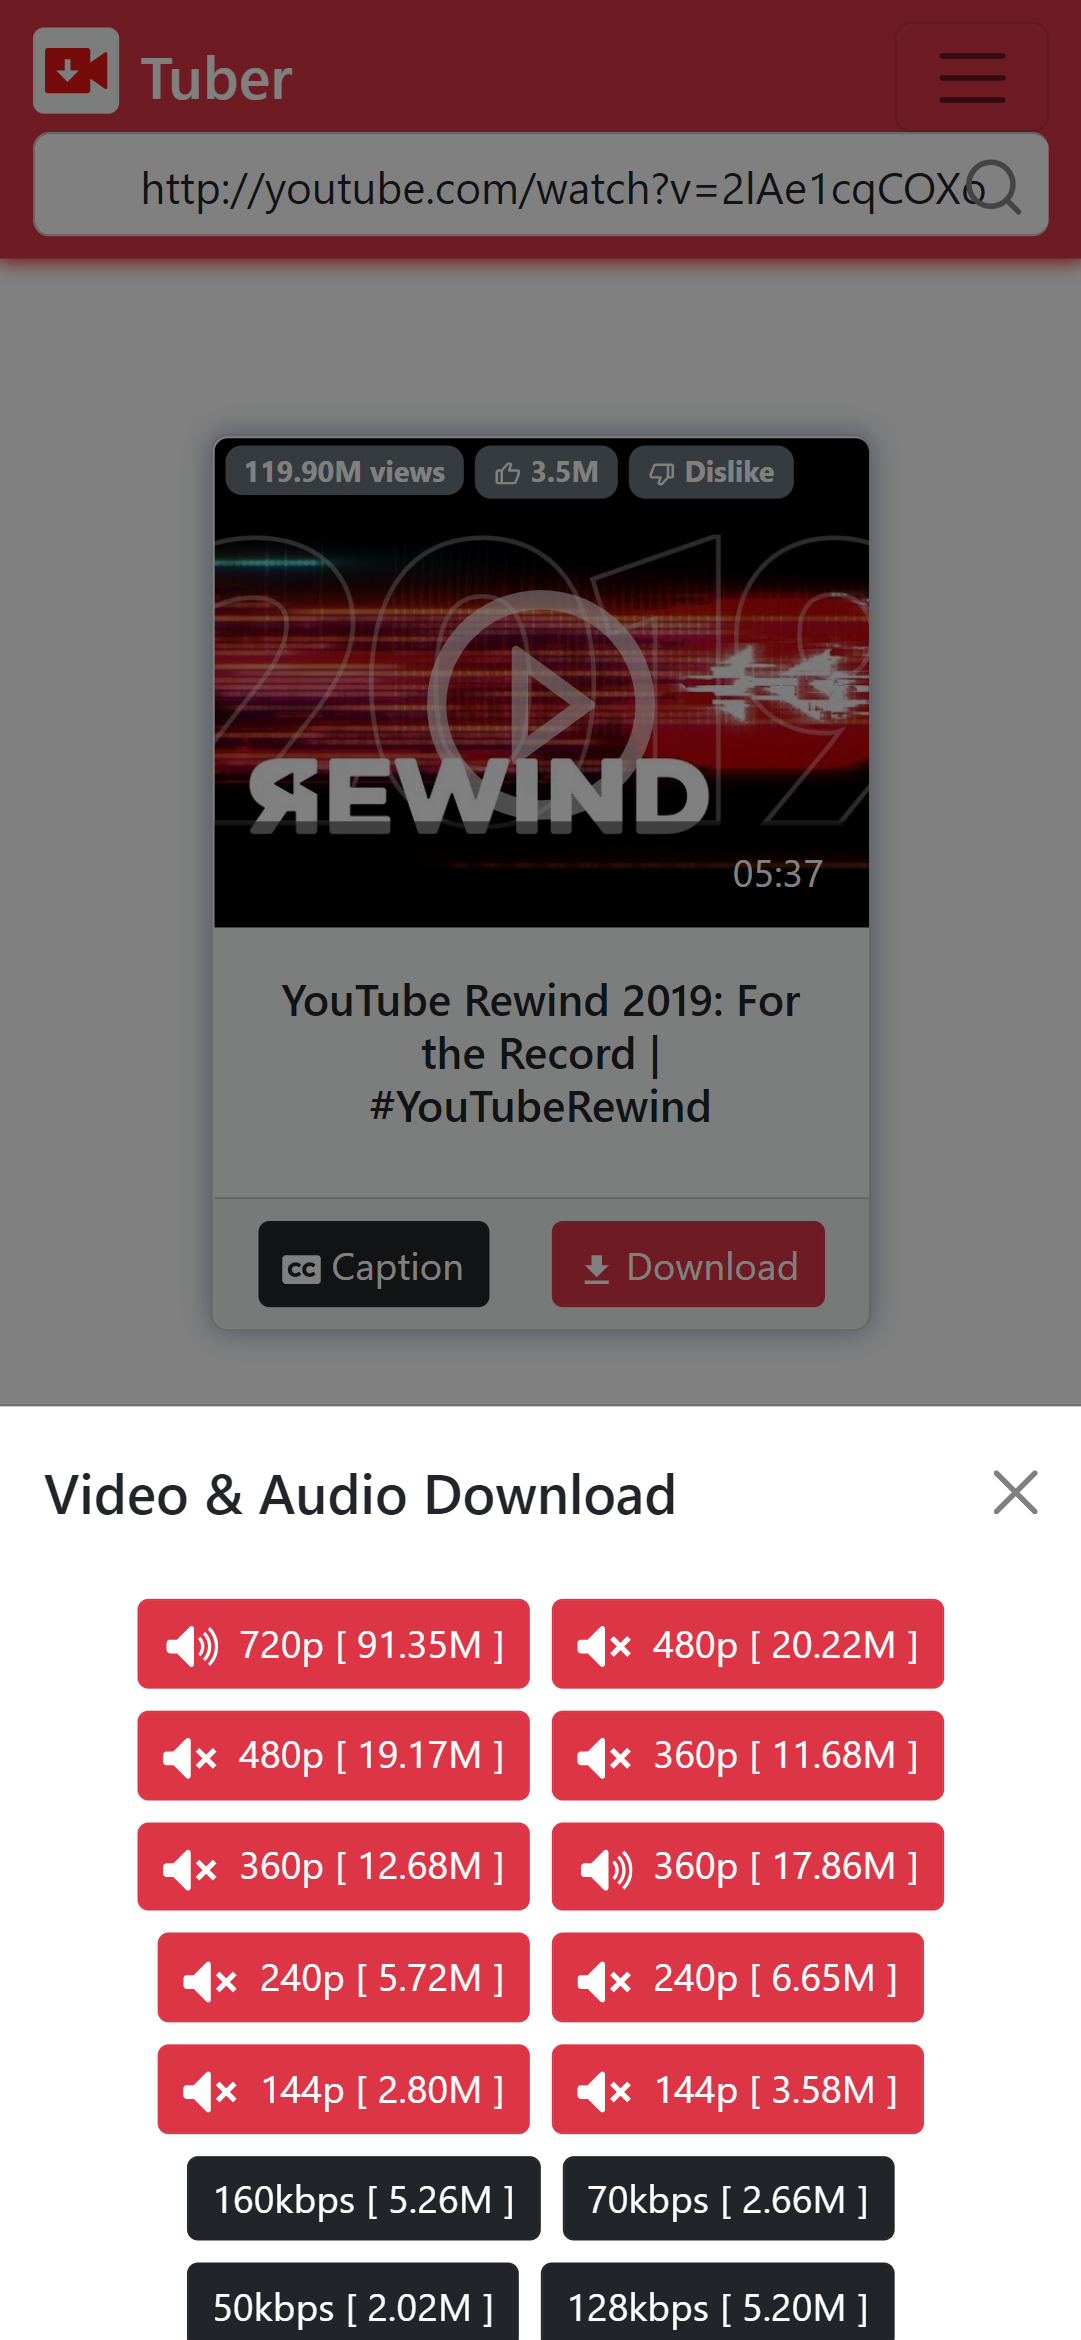 Tuber
http://youtube.com/watch?v=2lAe1cqCOXo
119.90M views 3.5M Dislike
2019
REWIND
05:37
YouTube Rewind 2019: For
the Record |
#YouTubeRewind
CC Caption Download
Video & Audio Download
720p [ 91.35M ] 480p [ 20.22M ]
480p [ 19.17M ] 360p [ 11.68M ]
360p [ 12.68M ] 360p [ 17.86M ]
240p [ 5.72M ] 240p [ 6.65M ]
144p [ 2.80M ] 144p [ 3.58M ]
160kbps [ 5.26M ] 70kbps [ 2.66M ]
50kbps [ 2.02M ] 128kbps [ 5.20M ]